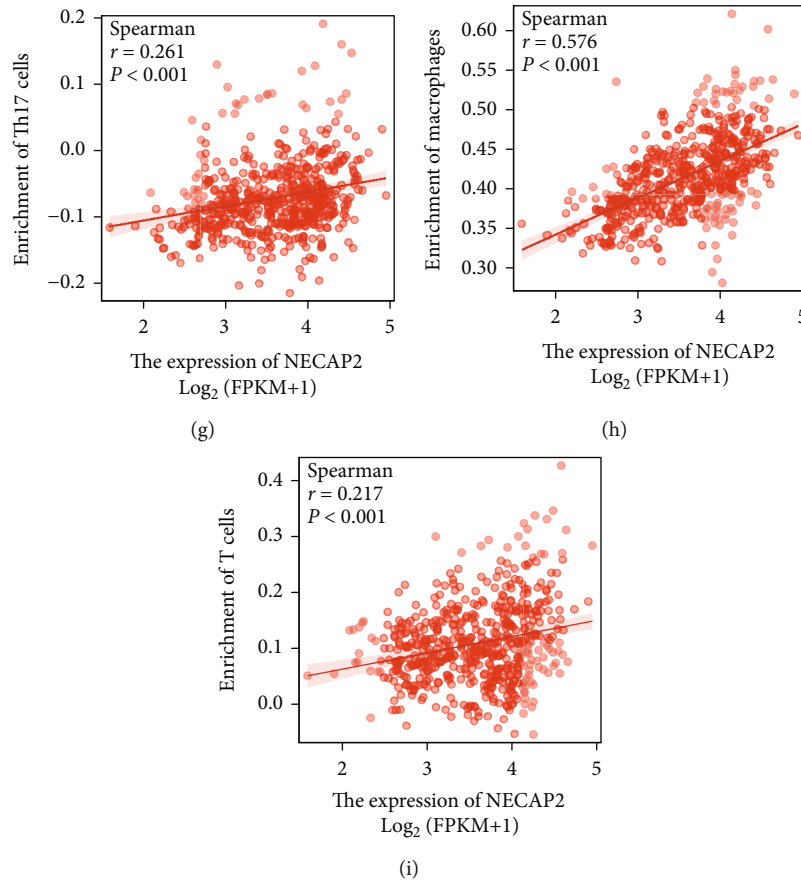 Enrichment of Th17 cells
0.2
0.1
0.0
−0.1
−0.2
Spearman
r = 0.261
P < 0.001
2 3 4 5
The expression of NECAP2
Log₂ (FPKM+1)
(g)
Enrichment of macrophages
0.60
0.55
0.50
0.45
0.40
0.35
0.30
Spearman
r = 0.576
P < 0.001
2 3 4 5
The expression of NECAP2
Log₂ (FPKM+1)
(h)
Enrichment of T cells
0.4
0.3
0.2
0.1
0.0
Spearman
r = 0.217
P < 0.001
2 3 4 5
The expression of NECAP2
Log₂ (FPKM+1)
(i)